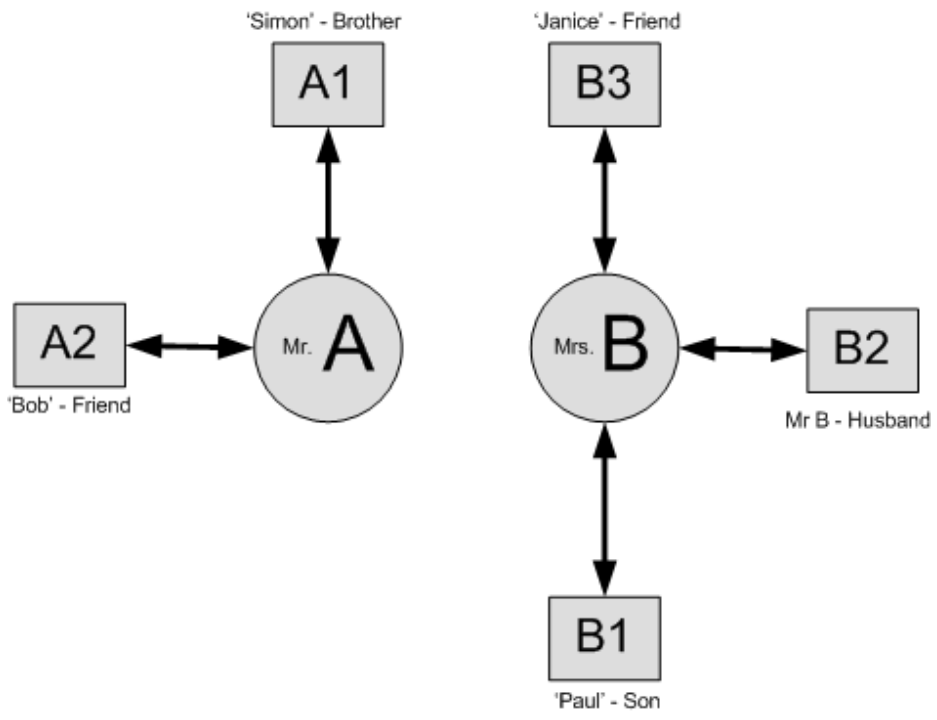 ‘Simon’ - Brother
‘Janice’ - Friend
A1
B3
A2
Mr. A
Mrs. B
B2
‘Bob’ - Friend
Mr B - Husband
B1
‘Paul’ - Son